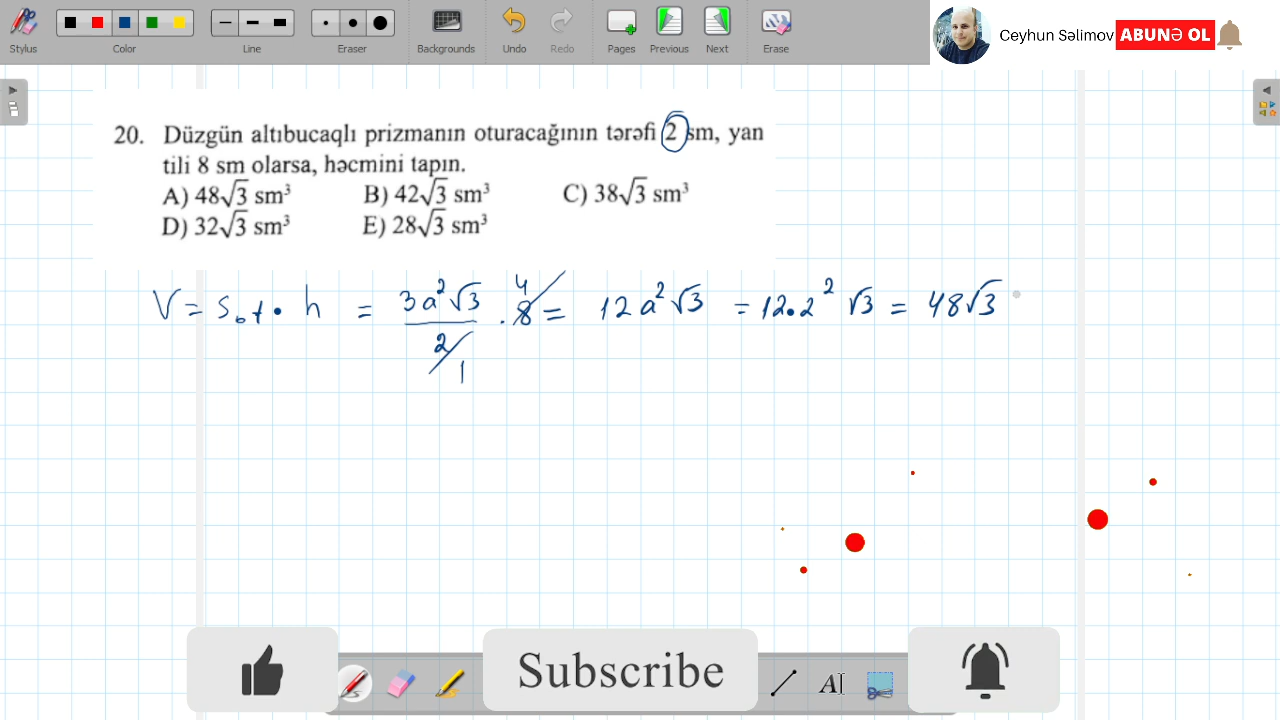 Stylus
Color
Line
Eraser
Backgrounds
Undo
Redo
Pages
Previous
Next
Erase
Ceyhun Səlimov
ABUNƏ OL
20. Düzgün altıbucaqlı prizmanın oturacağının tərəfi 2 sm, yan
tili 8 sm olarsa, həcmini tapın.
A) 48√3 sm³ B) 42√3 sm³ C) 38√3 sm³
D) 32√3 sm³ E) 28√3 sm³
V = Sot · h = 3a²√3/2 · 8 = 12a²√3 = 12·2²√3 = 48√3
4
1
Subscribe
A